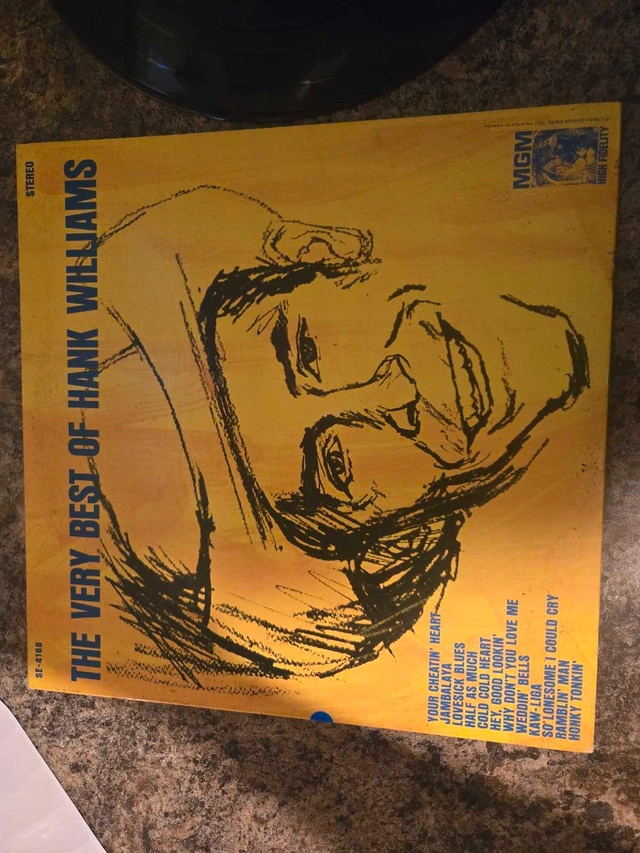 SE-4168
STEREO
THE VERY BEST OF HANK WILLIAMS
YOUR CHEATIN' HEART
JAMBALAYA
LOVESICK BLUES
HALF AS MUCH
COLD COLD HEART
HEY, GOOD LOOKIN'
WHY DON'T YOU LOVE ME
WEDDIN' BELLS
KAW-LIGA
SO LONESOME I COULD CRY
RAMBLIN' MAN
HONKY TONKIN'
MGM
HIGH FIDELITY